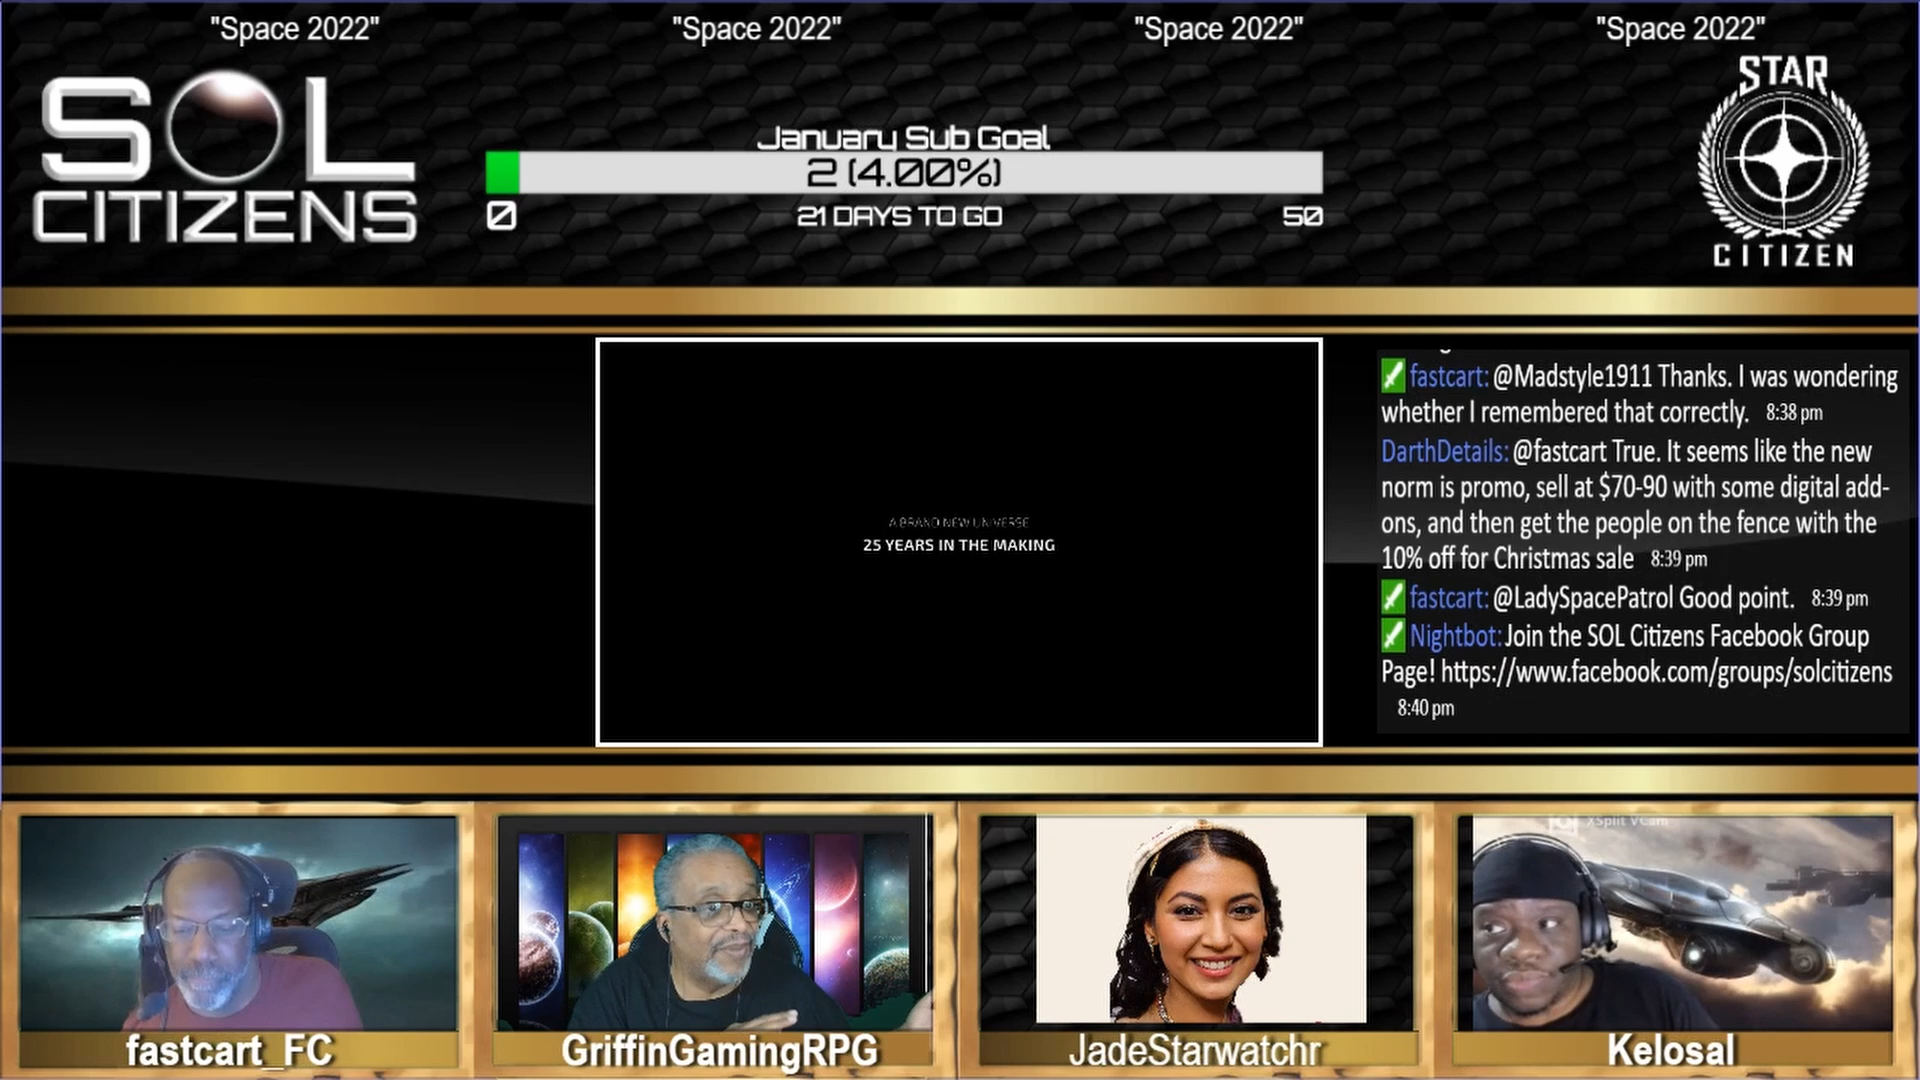 "Space 2022" "Space 2022" "Space 2022" "Space 2022"
SOL
CITIZENS
January Sub Goal
2 (4.00%)
0 21 DAYS TO GO 50
STAR
CITIZEN
A BRAND NEW UNIVERSE
25 YEARS IN THE MAKING
fastcart: @Madstyle1911 Thanks. I was wondering
whether I remembered that correctly. 8:38 pm
DarthDetails: @fastcart True. It seems like the new
norm is promo, sell at $70-90 with some digital add-
ons, and then get the people on the fence with the
10% off for Christmas sale 8:39 pm
fastcart: @LadySpacePatrol Good point. 8:39 pm
Nightbot: Join the SOL Citizens Facebook Group
Page! https://www.facebook.com/groups/solcitizens
8:40 pm
XSplit VCam
fastcart_FC
GriffinGamingRPG
JadeStarwatchr
Kelosal